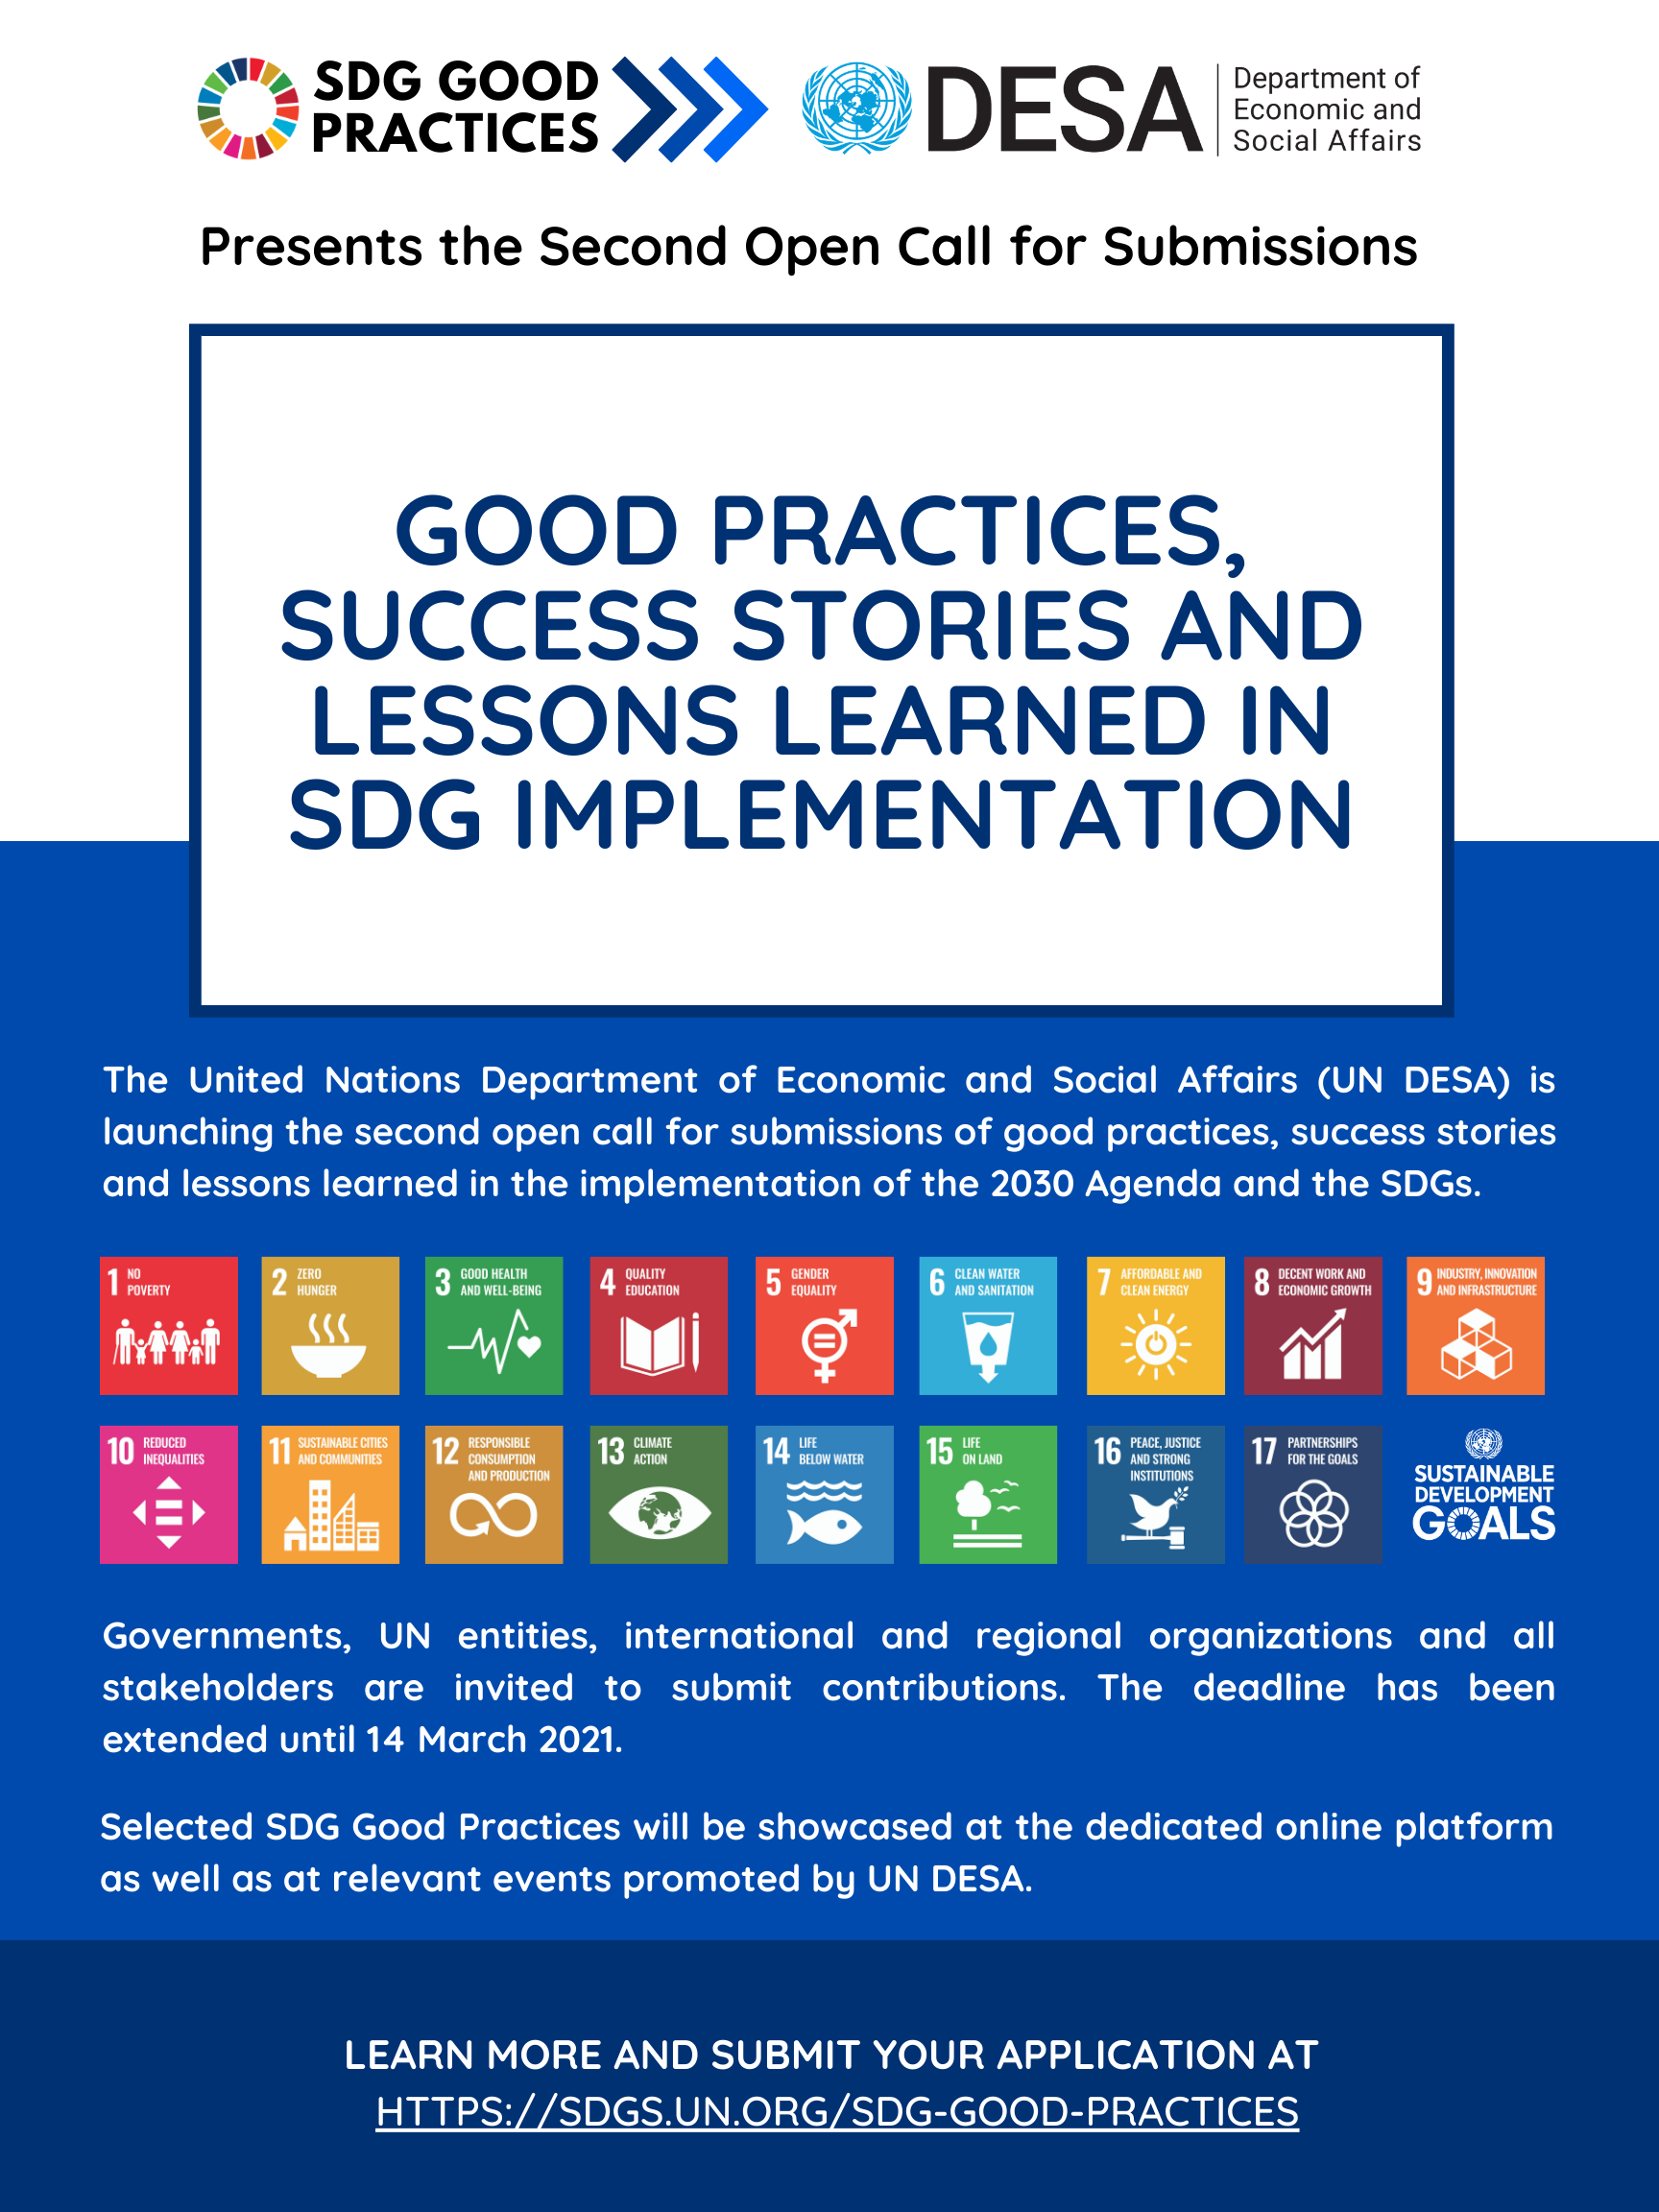 SDG GOOD
PRACTICES
DESA
Department of
Economic and
Social Affairs
Presents the Second Open Call for Submissions
GOOD PRACTICES,
SUCCESS STORIES AND
LESSONS LEARNED IN
SDG IMPLEMENTATION
The United Nations Department of Economic and Social Affairs (UN DESA) is
launching the second open call for submissions of good practices, success stories
and lessons learned in the implementation of the 2030 Agenda and the SDGs.
1 NO
POVERTY
2 ZERO
HUNGER
3 GOOD HEALTH
AND WELL-BEING
4 QUALITY
EDUCATION
5 GENDER
EQUALITY
6 CLEAN WATER
AND SANITATION
7 AFFORDABLE AND
CLEAN ENERGY
8 DECENT WORK AND
ECONOMIC GROWTH
9 INDUSTRY, INNOVATION
AND INFRASTRUCTURE
10 REDUCED
INEQUALITIES
11 SUSTAINABLE CITIES
AND COMMUNITIES
12 RESPONSIBLE
CONSUMPTION
AND PRODUCTION
13 CLIMATE
ACTION
14 LIFE
BELOW WATER
15 LIFE
ON LAND
16 PEACE, JUSTICE
AND STRONG
INSTITUTIONS
17 PARTNERSHIPS
FOR THE GOALS
SUSTAINABLE
DEVELOPMENT
GOALS
Governments, UN entities, international and regional organizations and all
stakeholders are invited to submit contributions. The deadline has been
extended until 14 March 2021.
Selected SDG Good Practices will be showcased at the dedicated online platform
as well as at relevant events promoted by UN DESA.
LEARN MORE AND SUBMIT YOUR APPLICATION AT
HTTPS://SDGS.UN.ORG/SDG-GOOD-PRACTICES